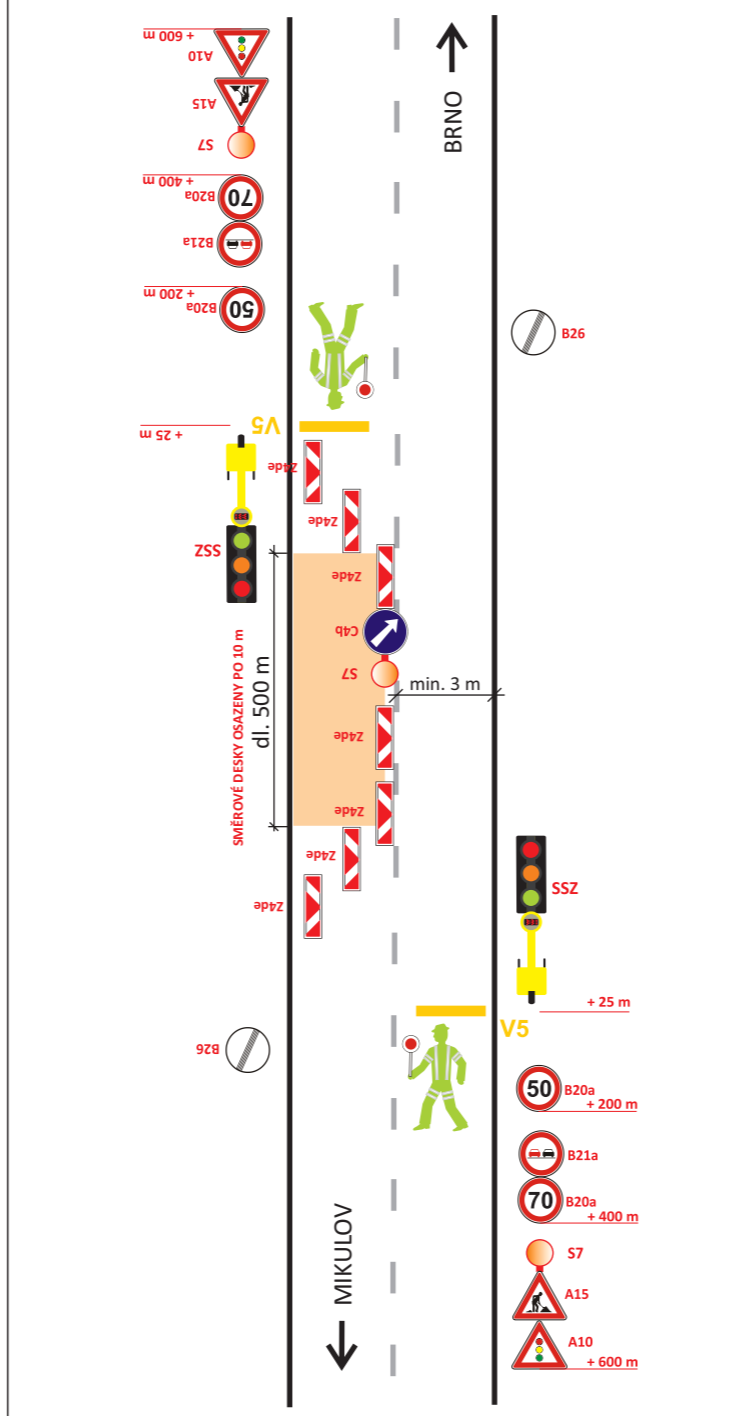 + 600 m
A10
A15
S7
+ 400 m
B20a
70
B21a
+ 200 m
B20a
50
BRNO
B26
+ 25 m
V5
Z4de
Z4de
SSZ
Z4de
C4b
S7
SMĚROVÉ DESKY OSAZENY PO 10 m
dl. 500 m
min. 3 m
Z4de
Z4de
Z4de
Z4de
SSZ
+ 25 m
V5
B26
50
B20a
+ 200 m
B21a
70
B20a
+ 400 m
MIKULOV
S7
A15
A10
+ 600 m